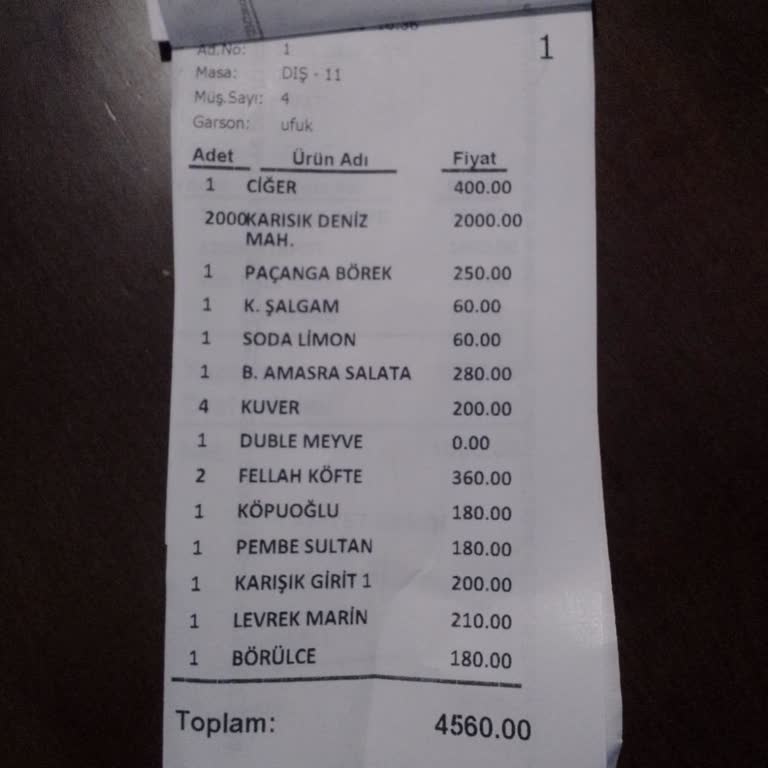 Ad.No: 1
1
Masa: DIŞ - 11
Müş.Sayı: 4
Garson: ufuk
Adet Ürün Adı Fiyat
1 CİĞER 400.00
2000 KARISIK DENİZ MAH. 2000.00
1 PAÇANGA BÖREK 250.00
1 K. ŞALGAM 60.00
1 SODA LİMON 60.00
1 B. AMASRA SALATA 280.00
4 KUVER 200.00
1 DUBLE MEYVE 0.00
2 FELLAH KÖFTE 360.00
1 KÖPUOĞLU 180.00
1 PEMBE SULTAN 180.00
1 KARIŞIK GİRİT 1 200.00
1 LEVREK MARİN 210.00
1 BÖRÜLCE 180.00
Toplam: 4560.00